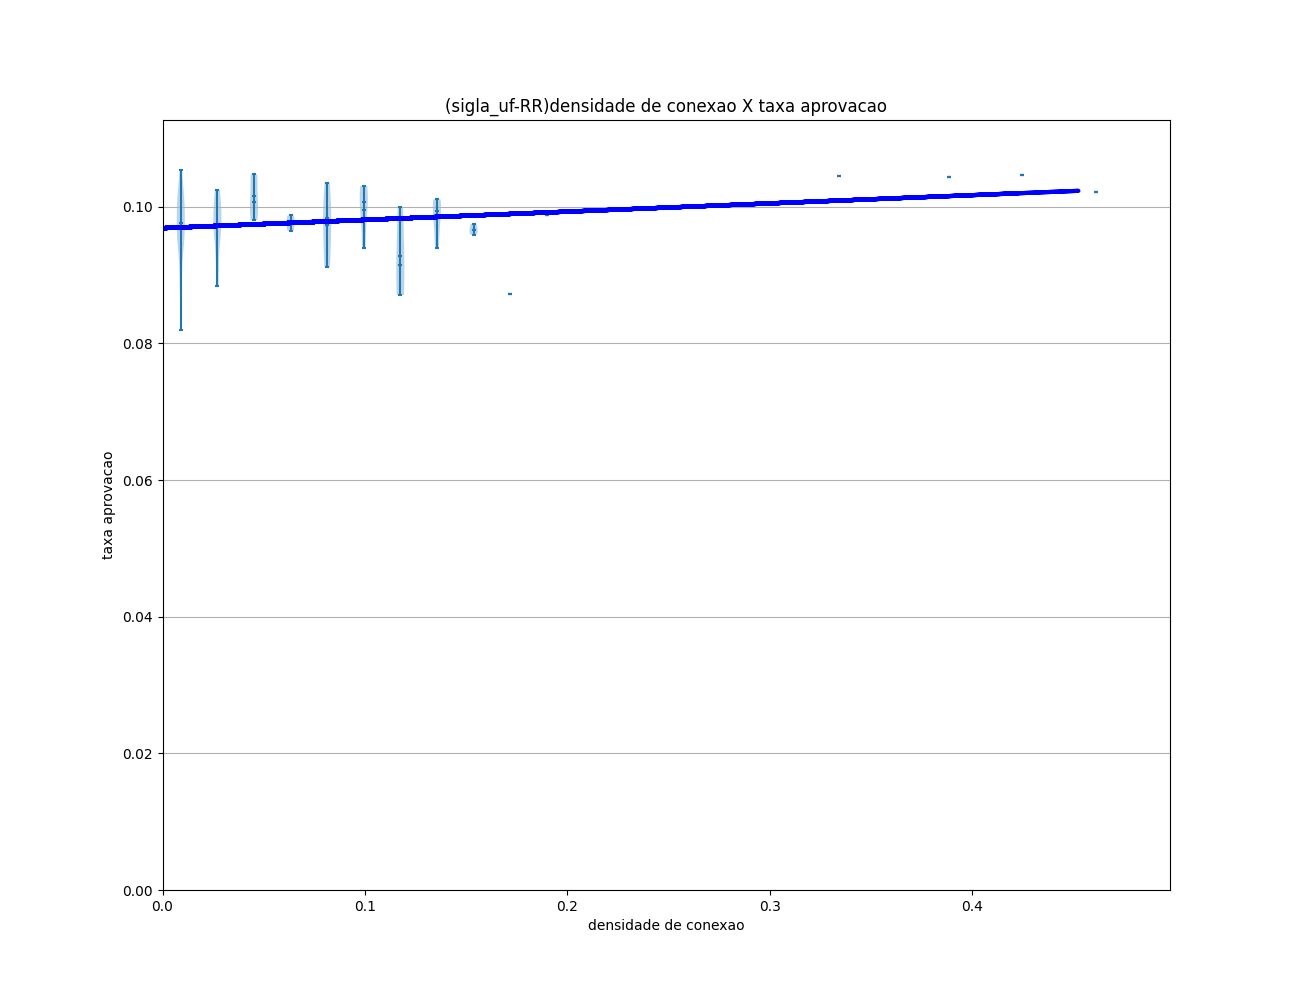 (sigla_uf-RR)densidade de conexao X taxa aprovacao
taxa aprovacao
0.10
0.08
0.06
0.04
0.02
0.00
0.0 0.1 0.2 0.3 0.4
densidade de conexao